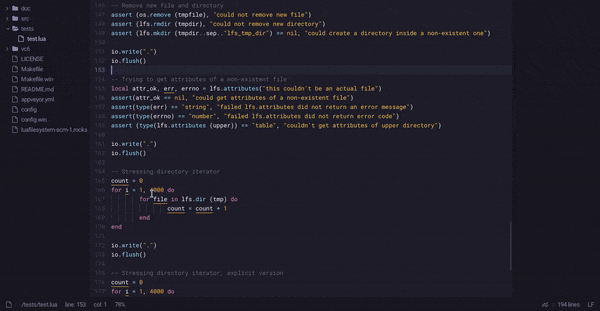 doc
src
tests
test.lua
vc6
LICENSE
Makefile
Makefile.win
README.md
appveyor.yml
config
config.win
luafilesystem-scm-1.rocks
-- Remove new file and directory
147 assert (os.remove (tmpfile), "could not remove new file")
148 assert (lfs.rmdir (tmpdir), "could not remove new directory")
149 assert (lfs.mkdir (tmpdir..sep.."lfs_tmp_dir") == nil, "could create a directory inside a non-existent one")
150
151 io.write(".")
152 io.flush()
153
154 -- Trying to get attributes of a non-existent file
155 local attr_ok, err, errno = lfs.attributes("this couldn't be an actual file")
156 assert(attr_ok == nil, "could get attributes of a non-existent file")
157 assert(type(err) == "string", "failed lfs.attributes did not return an error message")
158 assert(type(errno) == "number", "failed lfs.attributes did not return error code")
159 assert (type(lfs.attributes (upper)) == "table", "couldn't get attributes of upper directory")
160
161 io.write(".")
162 io.flush()
163
164 -- Stressing directory iterator
165 count = 0
166 for i = 1, 4000 do
167 for file in lfs.dir (tmp) do
168 count = count + 1
169 end
170 end
171
172 io.write(".")
173 io.flush()
174
175 -- Stressing directory iterator, explicit version
176 count = 0
177 for i = 1, 4000 do
./tests/test.lua line: 153 col: 1 78% 194 lines LF